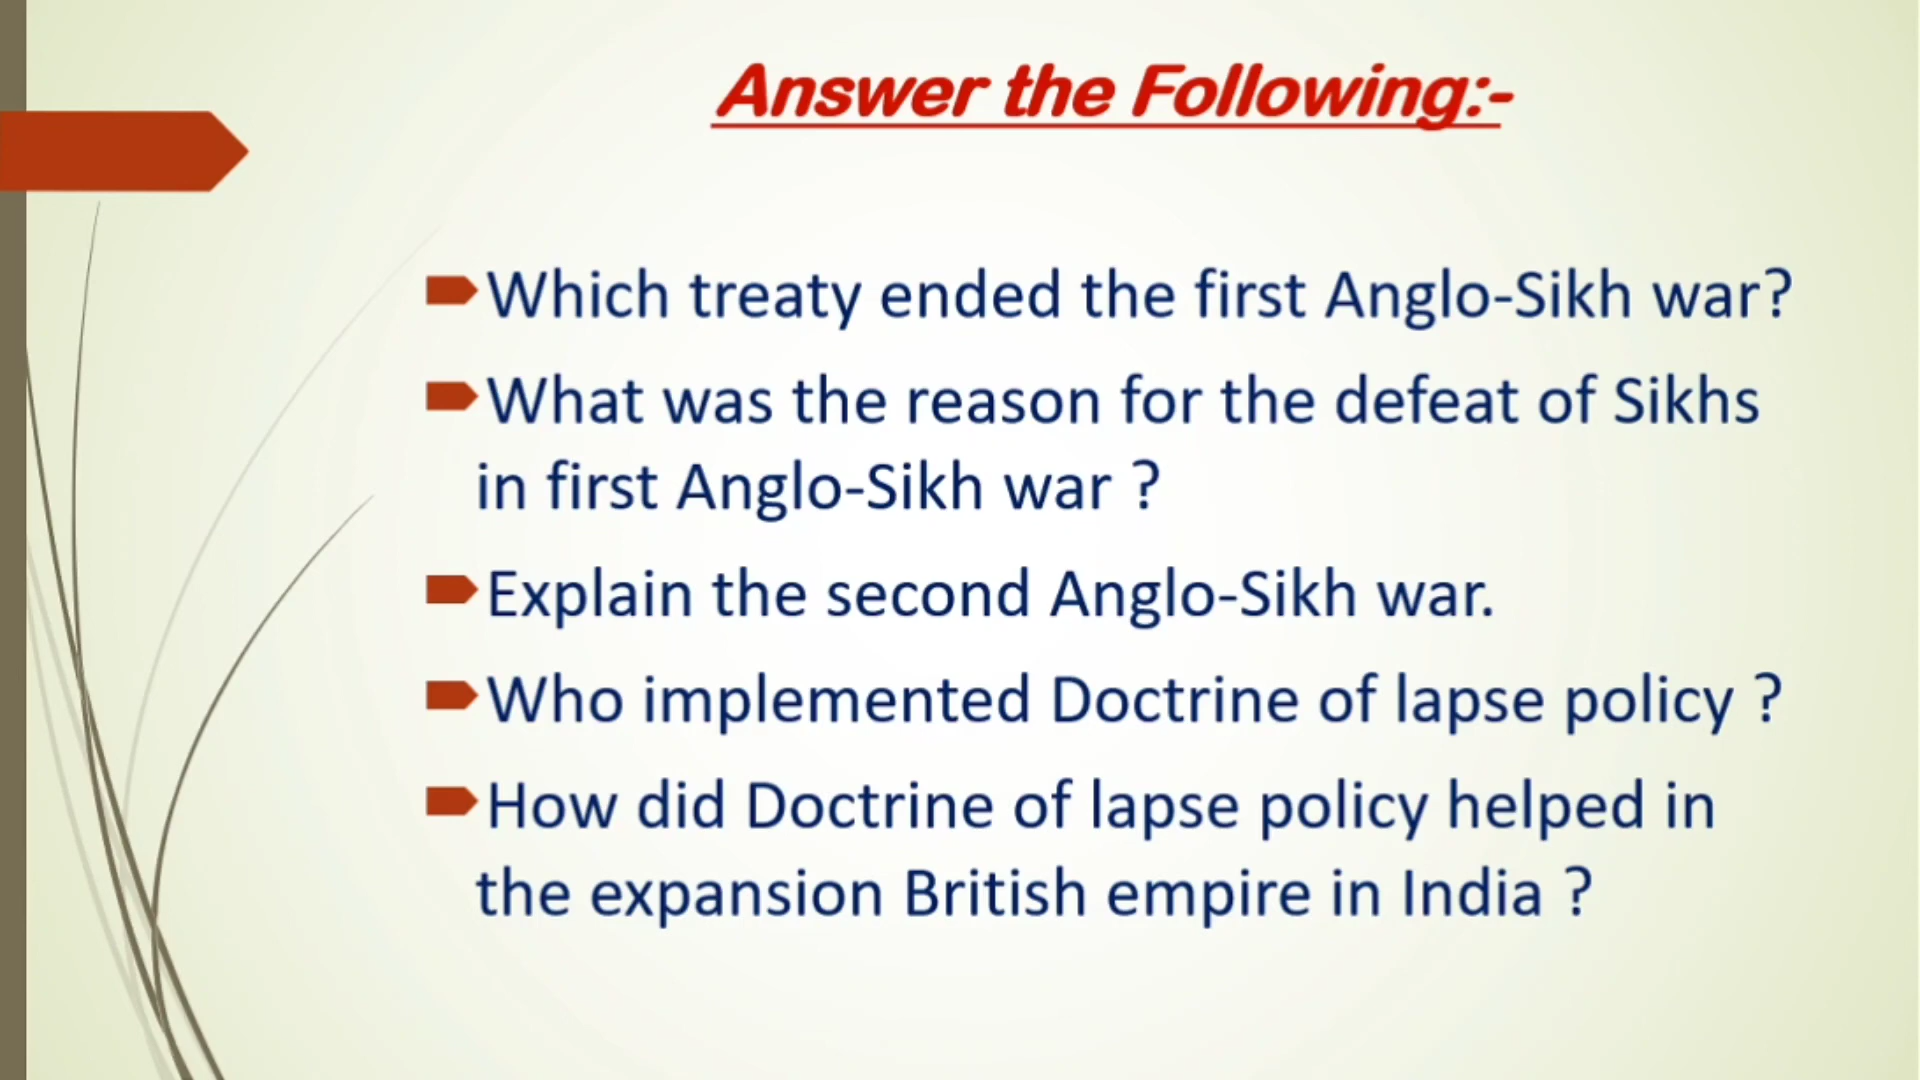 Answer the Following:-
Which treaty ended the first Anglo-Sikh war?
What was the reason for the defeat of Sikhs
in first Anglo-Sikh war ?
Explain the second Anglo-Sikh war.
Who implemented Doctrine of lapse policy ?
How did Doctrine of lapse policy helped in
the expansion British empire in India ?